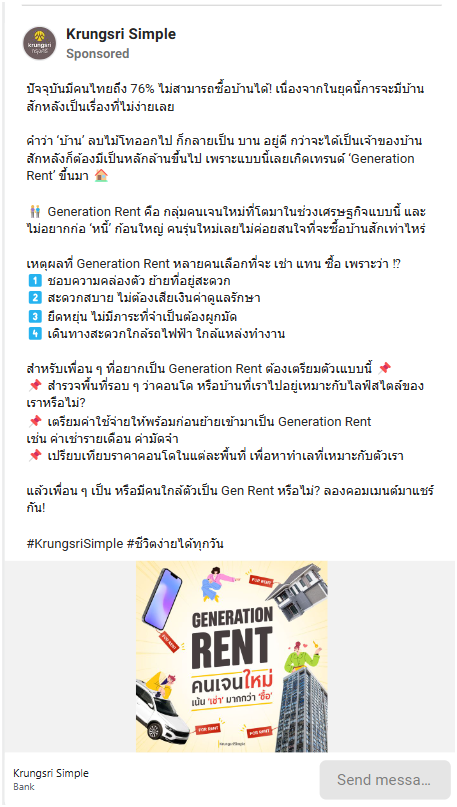 Krungsri Simple
Sponsored
krungsri
กรุงศรี
ปัจจุบันมีคนไทยถึง 76% ไม่สามารถซื้อบ้านได้! เนื่องจากในยุคนี้การจะมีบ้าน
สักหลังเป็นเรื่องที่ไม่ง่ายเลย
คำว่า ‘บ้าน’ ลบไม้โทออกไป ก็กลายเป็น บาน อยู่ดี กว่าจะได้เป็นเจ้าของบ้าน
สักหลังก็ต้องมีเป็นหลักล้านขึ้นไป เพราะแบบนี้เลยเกิดเทรนด์ ‘Generation
Rent’ ขึ้นมา 🏠
👬 Generation Rent คือ กลุ่มคนเจนใหม่ที่โตมาในช่วงเศรษฐกิจแบบนี้ และ
ไม่อยากก่อ ‘หนี้’ ก้อนใหญ่ คนรุ่นใหม่เลยไม่ค่อยสนใจที่จะซื้อบ้านสักเท่าไหร่
เหตุผลที่ Generation Rent หลายคนเลือกที่จะ เช่า แทน ซื้อ เพราะว่า ⁉
1️⃣ ชอบความคล่องตัว ย้ายที่อยู่สะดวก
2️⃣ สะดวกสบาย ไม่ต้องเสียเงินค่าดูแลรักษา
3️⃣ ยืดหยุ่น ไม่มีภาระที่จำเป็นต้องผูกมัด
4️⃣ เดินทางสะดวกใกล้รถไฟฟ้า ใกล้แหล่งทำงาน
สำหรับเพื่อน ๆ ที่อยากเป็น Generation Rent ต้องเตรียมตัวแบบนี้ 📌
📌 สำรวจพื้นที่รอบ ๆ ว่าคอนโด หรือบ้านที่เราไปอยู่เหมาะกับไลฟ์สไตล์ของ
เราหรือไม่?
📌 เตรียมค่าใช้จ่ายให้พร้อมก่อนย้ายเข้ามาเป็น Generation Rent
เช่น ค่าเช่ารายเดือน ค่ามัดจำ
📌 เปรียบเทียบราคาคอนโดในแต่ละพื้นที่ เพื่อหาทำเลที่เหมาะกับตัวเรา
แล้วเพื่อน ๆ เป็น หรือมีคนใกล้ตัวเป็น Gen Rent หรือไม่? ลองคอมเมนต์มาแชร์
กัน!
#KrungsriSimple #ชีวิตง่ายได้ทุกวัน
FOR RENT
FOR RENT
GENERATION
RENT
คนเจนใหม่
เน้น ‘เช่า’ มากกว่า ‘ซื้อ’
FOR RENT
FOR RENT
KrungsriSimple
Krungsri Simple
Bank
Send messa...